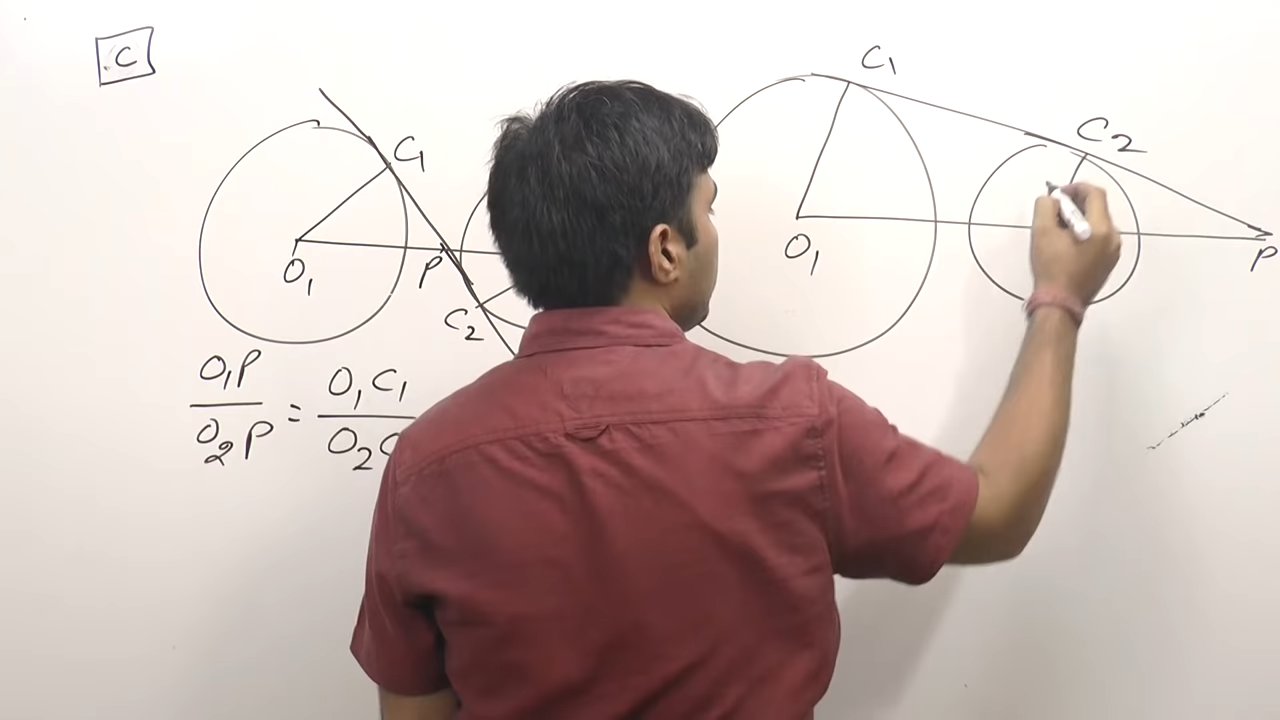 C
C₁
O₁
P
C₂
O₁P / O₂P = O₁C₁ / O₂C
C₁
C₂
O₁
P